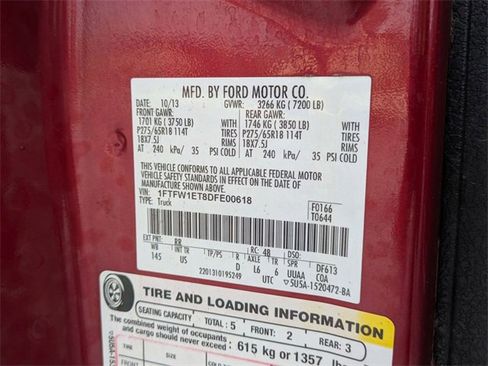 MFD. BY FORD MOTOR CO.
DATE: 10/13 GVWR: 3266 KG ( 7200 LB)
FRONT GAWR: REAR GAWR:
1701 KG ( 3750 LB) WITH 1746 KG ( 3850 LB) WITH
P275/65R18 114T TIRES P275/65R18 114T TIRES
18X7.5J RIMS 18X7.5J RIMS
AT 240 kPa/ 35 PSI COLD AT 240 kPa/ 35 PSI COLD
THIS VEHICLE CONFORMS TO ALL APPLICABLE FEDERAL MOTOR
VEHICLE SAFETY STANDARDS IN EFFECT ON THE DATE OF
MANUFACTURE SHOWN ABOVE.
VIN: 1FTFW1ET8DFE00618 F0166
TYPE: Truck T0644
EXT PNT: RR RC: 48 DSO:
WB INT TR TP/PS R AXLE TR SPR DF613
145 US D L6 6 UUAA COA
2201310195249 UTC ▽5USA-1520472-BA
TIRE AND LOADING INFORMATION
SEATING CAPACITY TOTAL: 5 FRONT: 2 REAR: 3
The combined weight of occupants
and cargo should never exceed 615 kg or 1357
TIRE SIZE